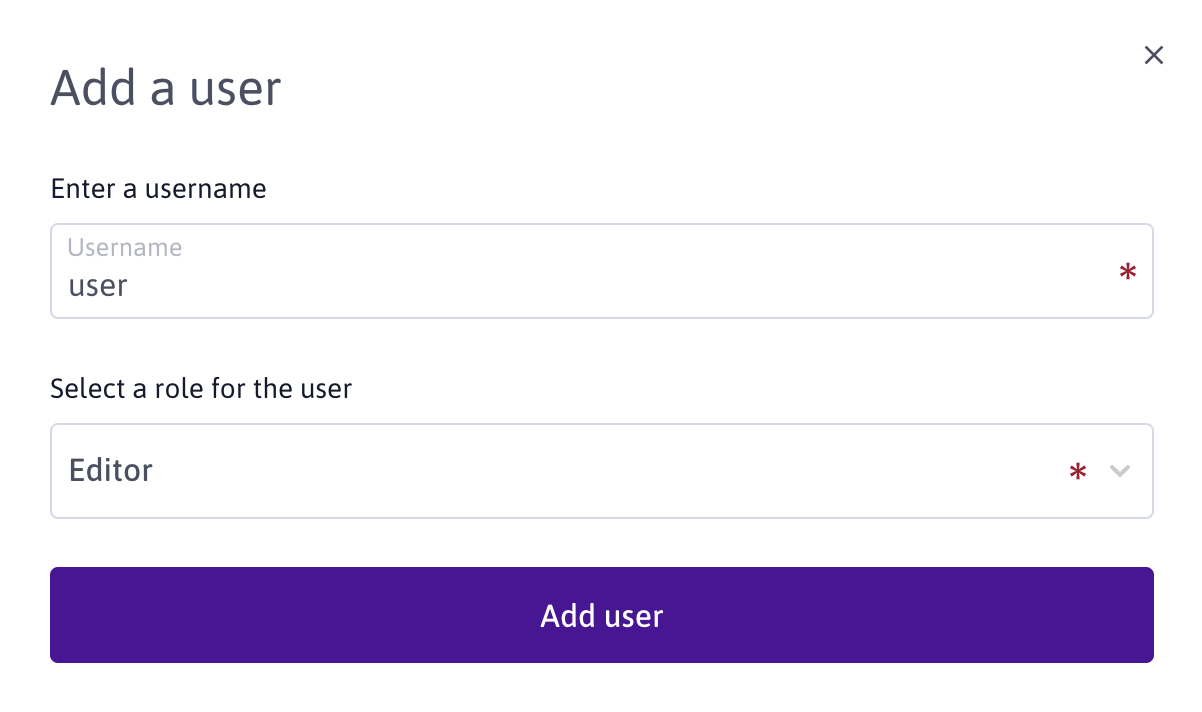 Add a user
Enter a username
Username
user
*
Select a role for the user
Editor
*
Add user